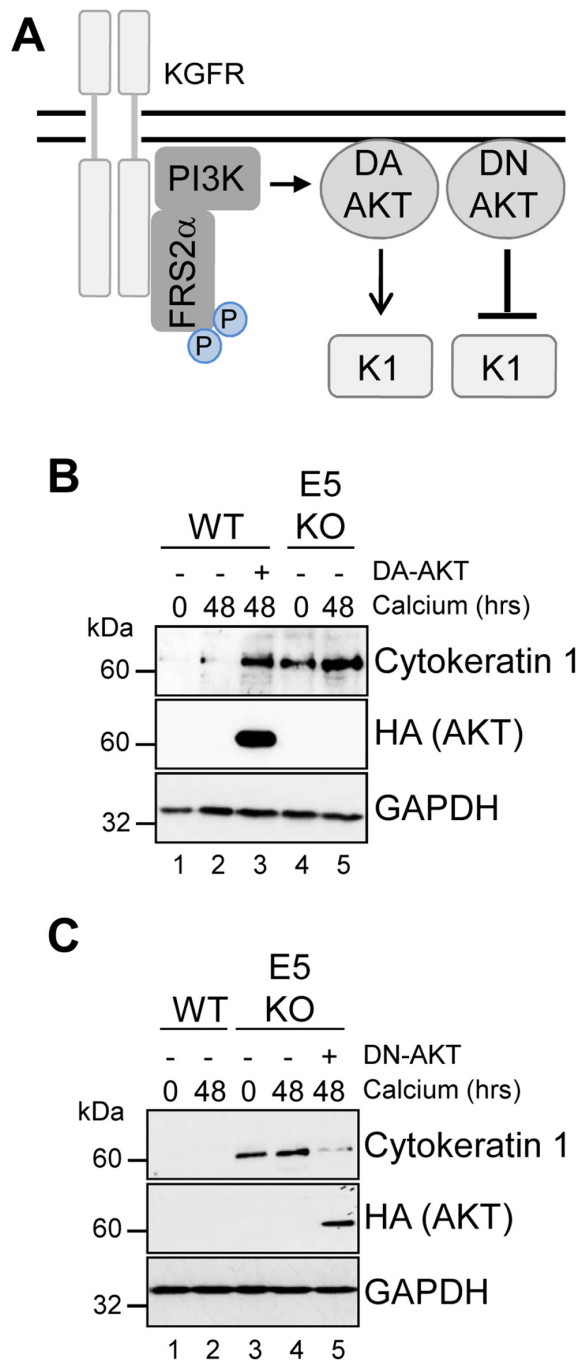 A
KGFR
PI3K
DA
AKT
DN
AKT
FRS2α
P
P
K1
K1
B
WT
E5
KO
- - + - - DA-AKT
0 48 48 0 48 Calcium (hrs)
kDa
60 Cytokeratin 1
60 HA (AKT)
32 GAPDH
1 2 3 4 5
C
WT
E5
KO
- - - - + DN-AKT
0 48 0 48 48 Calcium (hrs)
kDa
60 Cytokeratin 1
60 HA (AKT)
32 GAPDH
1 2 3 4 5